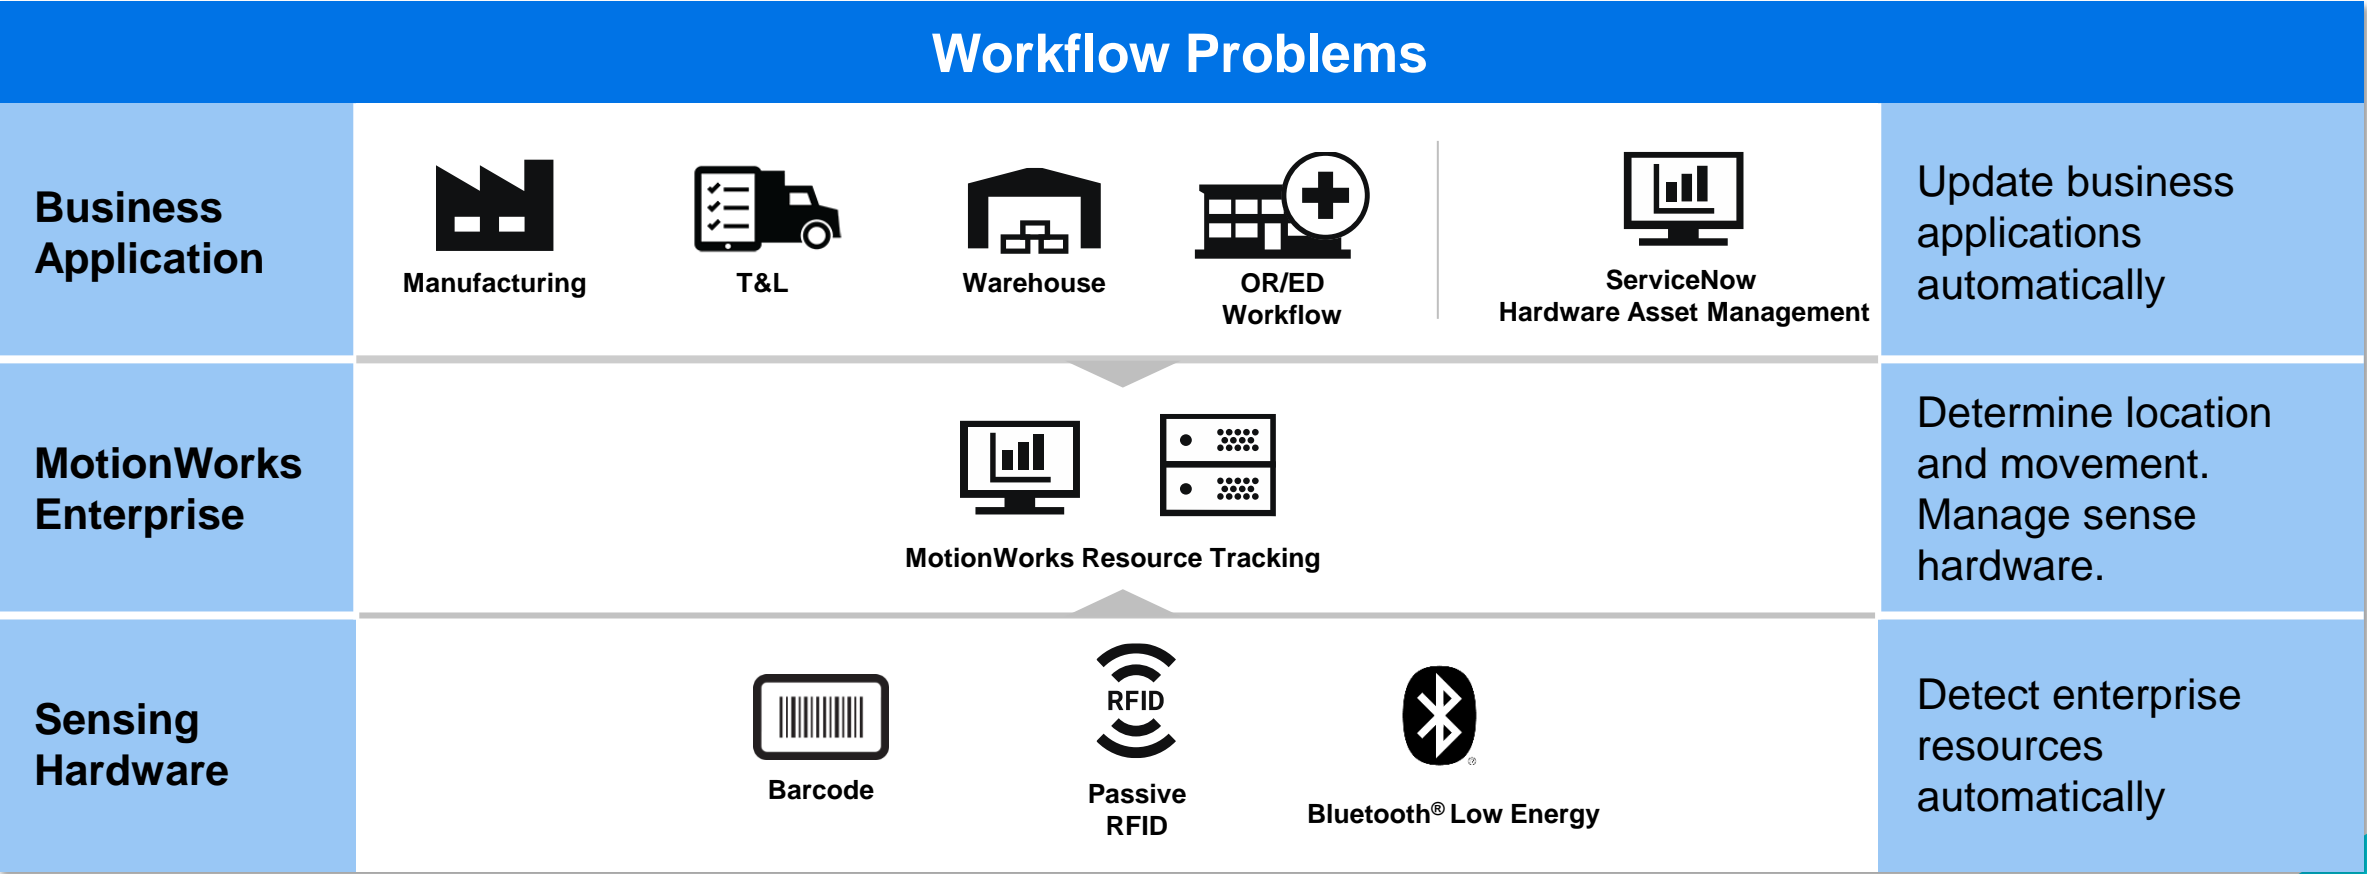 Workflow Problems
Business
Application
Manufacturing
T&L
Warehouse
OR/ED
Workflow
ServiceNow
Hardware Asset Management
Update business
applications
automatically
MotionWorks
Enterprise
MotionWorks Resource Tracking
Determine location
and movement.
Manage sense
hardware.
Sensing
Hardware
Barcode
RFID
Passive
RFID
Bluetooth® Low Energy
Detect enterprise
resources
automatically